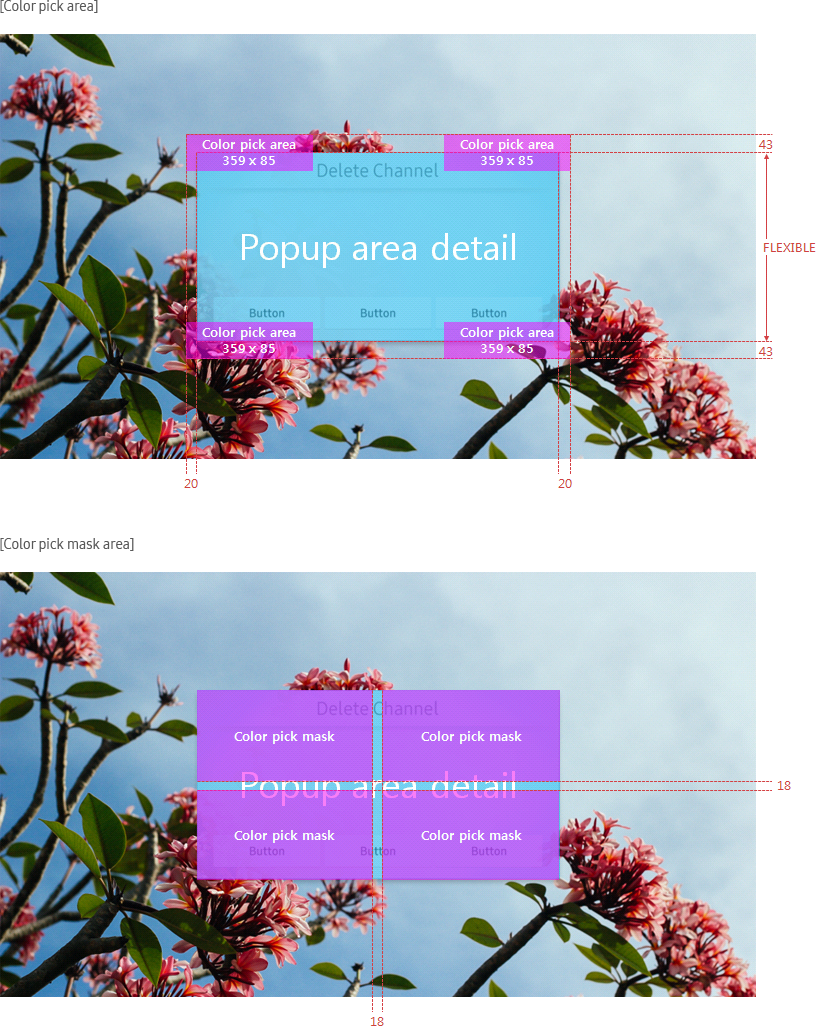 [Color pick area]
Color pick area
359 x 85
Color pick area
359 x 85
43
Delete Channel
Popup area detail
FLEXIBLE
Button
Button
Button
Color pick area
359 x 85
Color pick area
359 x 85
43
20
20
[Color pick mask area]
Delete Channel
Color pick mask
Color pick mask
Popup area detail
18
Color pick mask
Color pick mask
Button
Button
Button
18